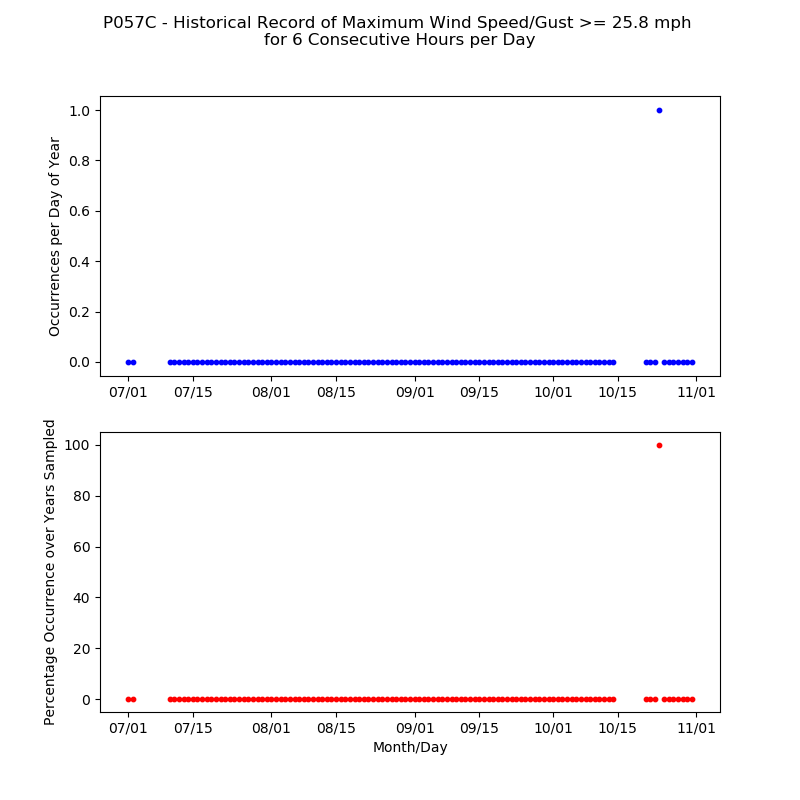 P057C - Historical Record of Maximum Wind Speed/Gust >= 25.8 mph
for 6 Consecutive Hours per Day
Occurrences per Day of Year
1.0
0.8
0.6
0.4
0.2
0.0
07/01 07/15 08/01 08/15 09/01 09/15 10/01 10/15 11/01
Percentage Occurrence over Years Sampled
100
80
60
40
20
0
07/01 07/15 08/01 08/15 09/01 09/15 10/01 10/15 11/01
Month/Day